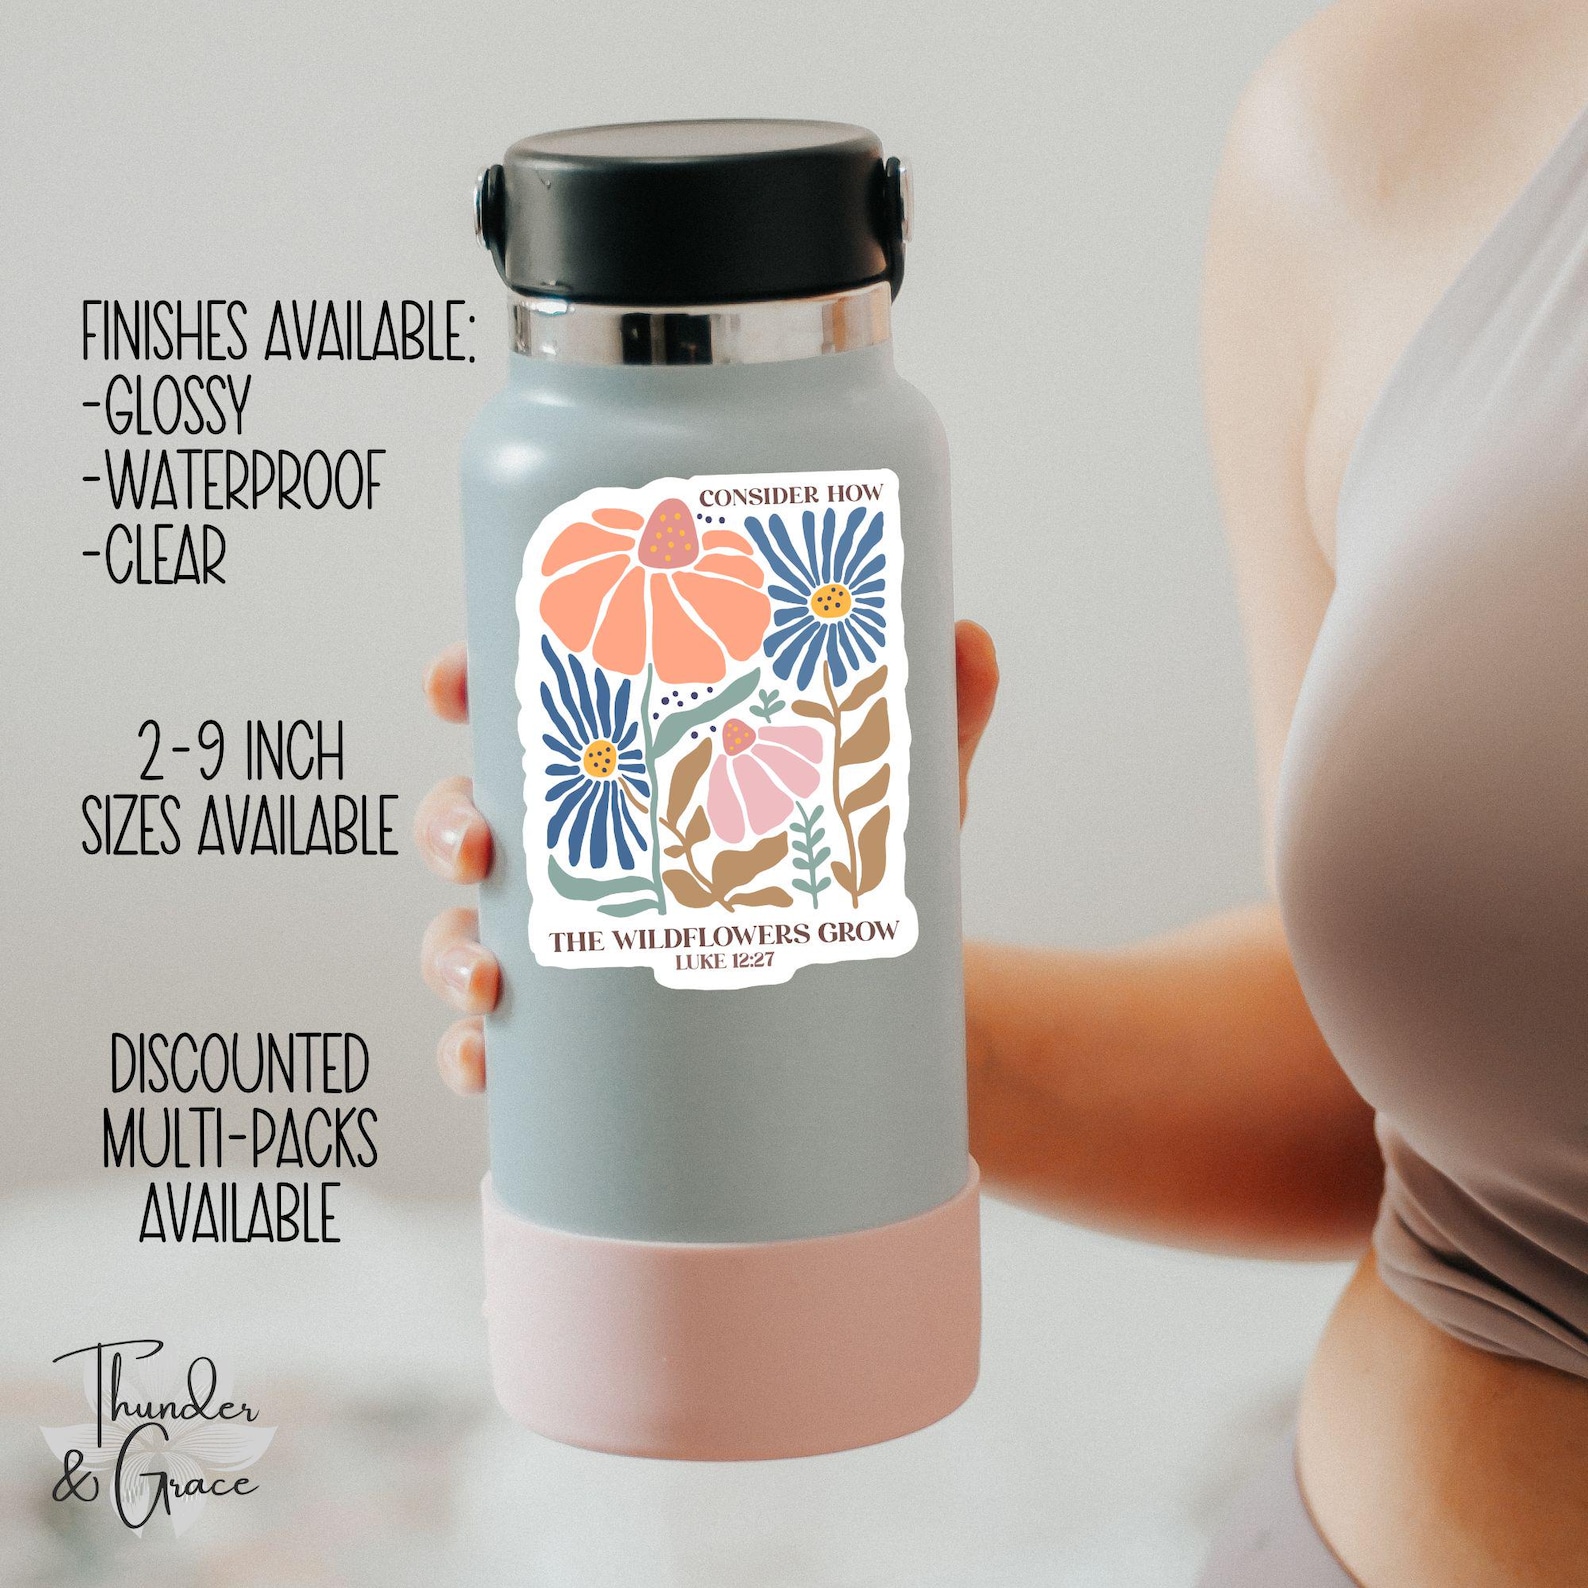 FINISHES AVAILABLE:
-GLOSSY
-WATERPROOF
-CLEAR
2-9 INCH
SIZES AVAILABLE
DISCOUNTED
MULTI-PACKS
AVAILABLE
CONSIDER HOW
THE WILDFLOWERS GROW
LUKE 12:27
Thunder
& Grace